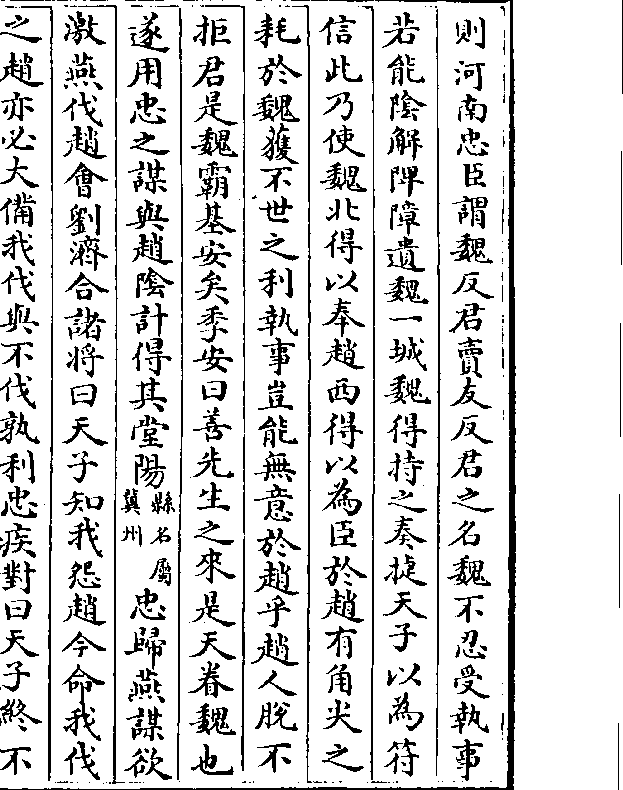 則河南忠臣謂魏反君賣友反君之名魏不忍受執事
若能陰解陴障遺魏一城魏得持之奏捷天子以為符
信此乃使魏北得以奉趙西得以為臣於趙有角尖之
耗於魏獲不世之利執事豈能無意於趙乎趙人脫不
拒君是魏霸基安矣季安曰善先生之來是天眷魏也
遂用忠之謀與趙陰計得其堂陽縣名屬冀州忠歸燕謀欲
激燕伐趙會劉濟合諸將曰天子知我怨趙今命我伐
之趙亦必大備我伐與不伐孰利忠疾對曰天子終不